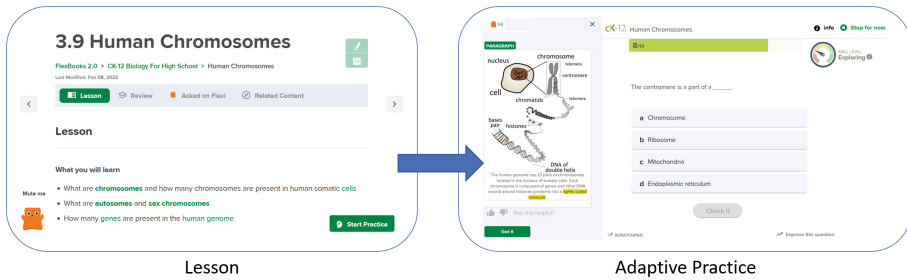 3.9 Human Chromosomes
FlexBooks 2.0 > CK-12 Biology For High School > Human Chromosomes
Last Modified: Feb 08, 2022
Lesson
Review
Asked on Flexi
Related Content
Lesson
What you will learn
• What are chromosomes and how many chromosomes are present in human somatic cells
• What are autosomes and sex chromosomes
• How many genes are present in the human genome
Mute me
Start Practice
Lesson
Hi
PARAGRAPH
nucleus
chromosome
telomere
centromere
cell
chromatids
telomere
bases
pair
histones
DNA of
double helix
The human genome has 23 pairs of chromosomes
located in the nucleus of somatic cells. Each
chromosome is composed of genes and other DNA
wound around histones (proteins) into a tightly coiled
molecule.
Was this helpful?
Got It
cK-12 Human Chromosomes
info
Stop for now
8/10
SKILL LEVEL
Exploring
The centromere is a part of a _____.
a Chromosome
b Ribosome
c Mitochondria
d Endoplasmic reticulum
Check it
SCRATCHPAD
Improve this question
Adaptive Practice